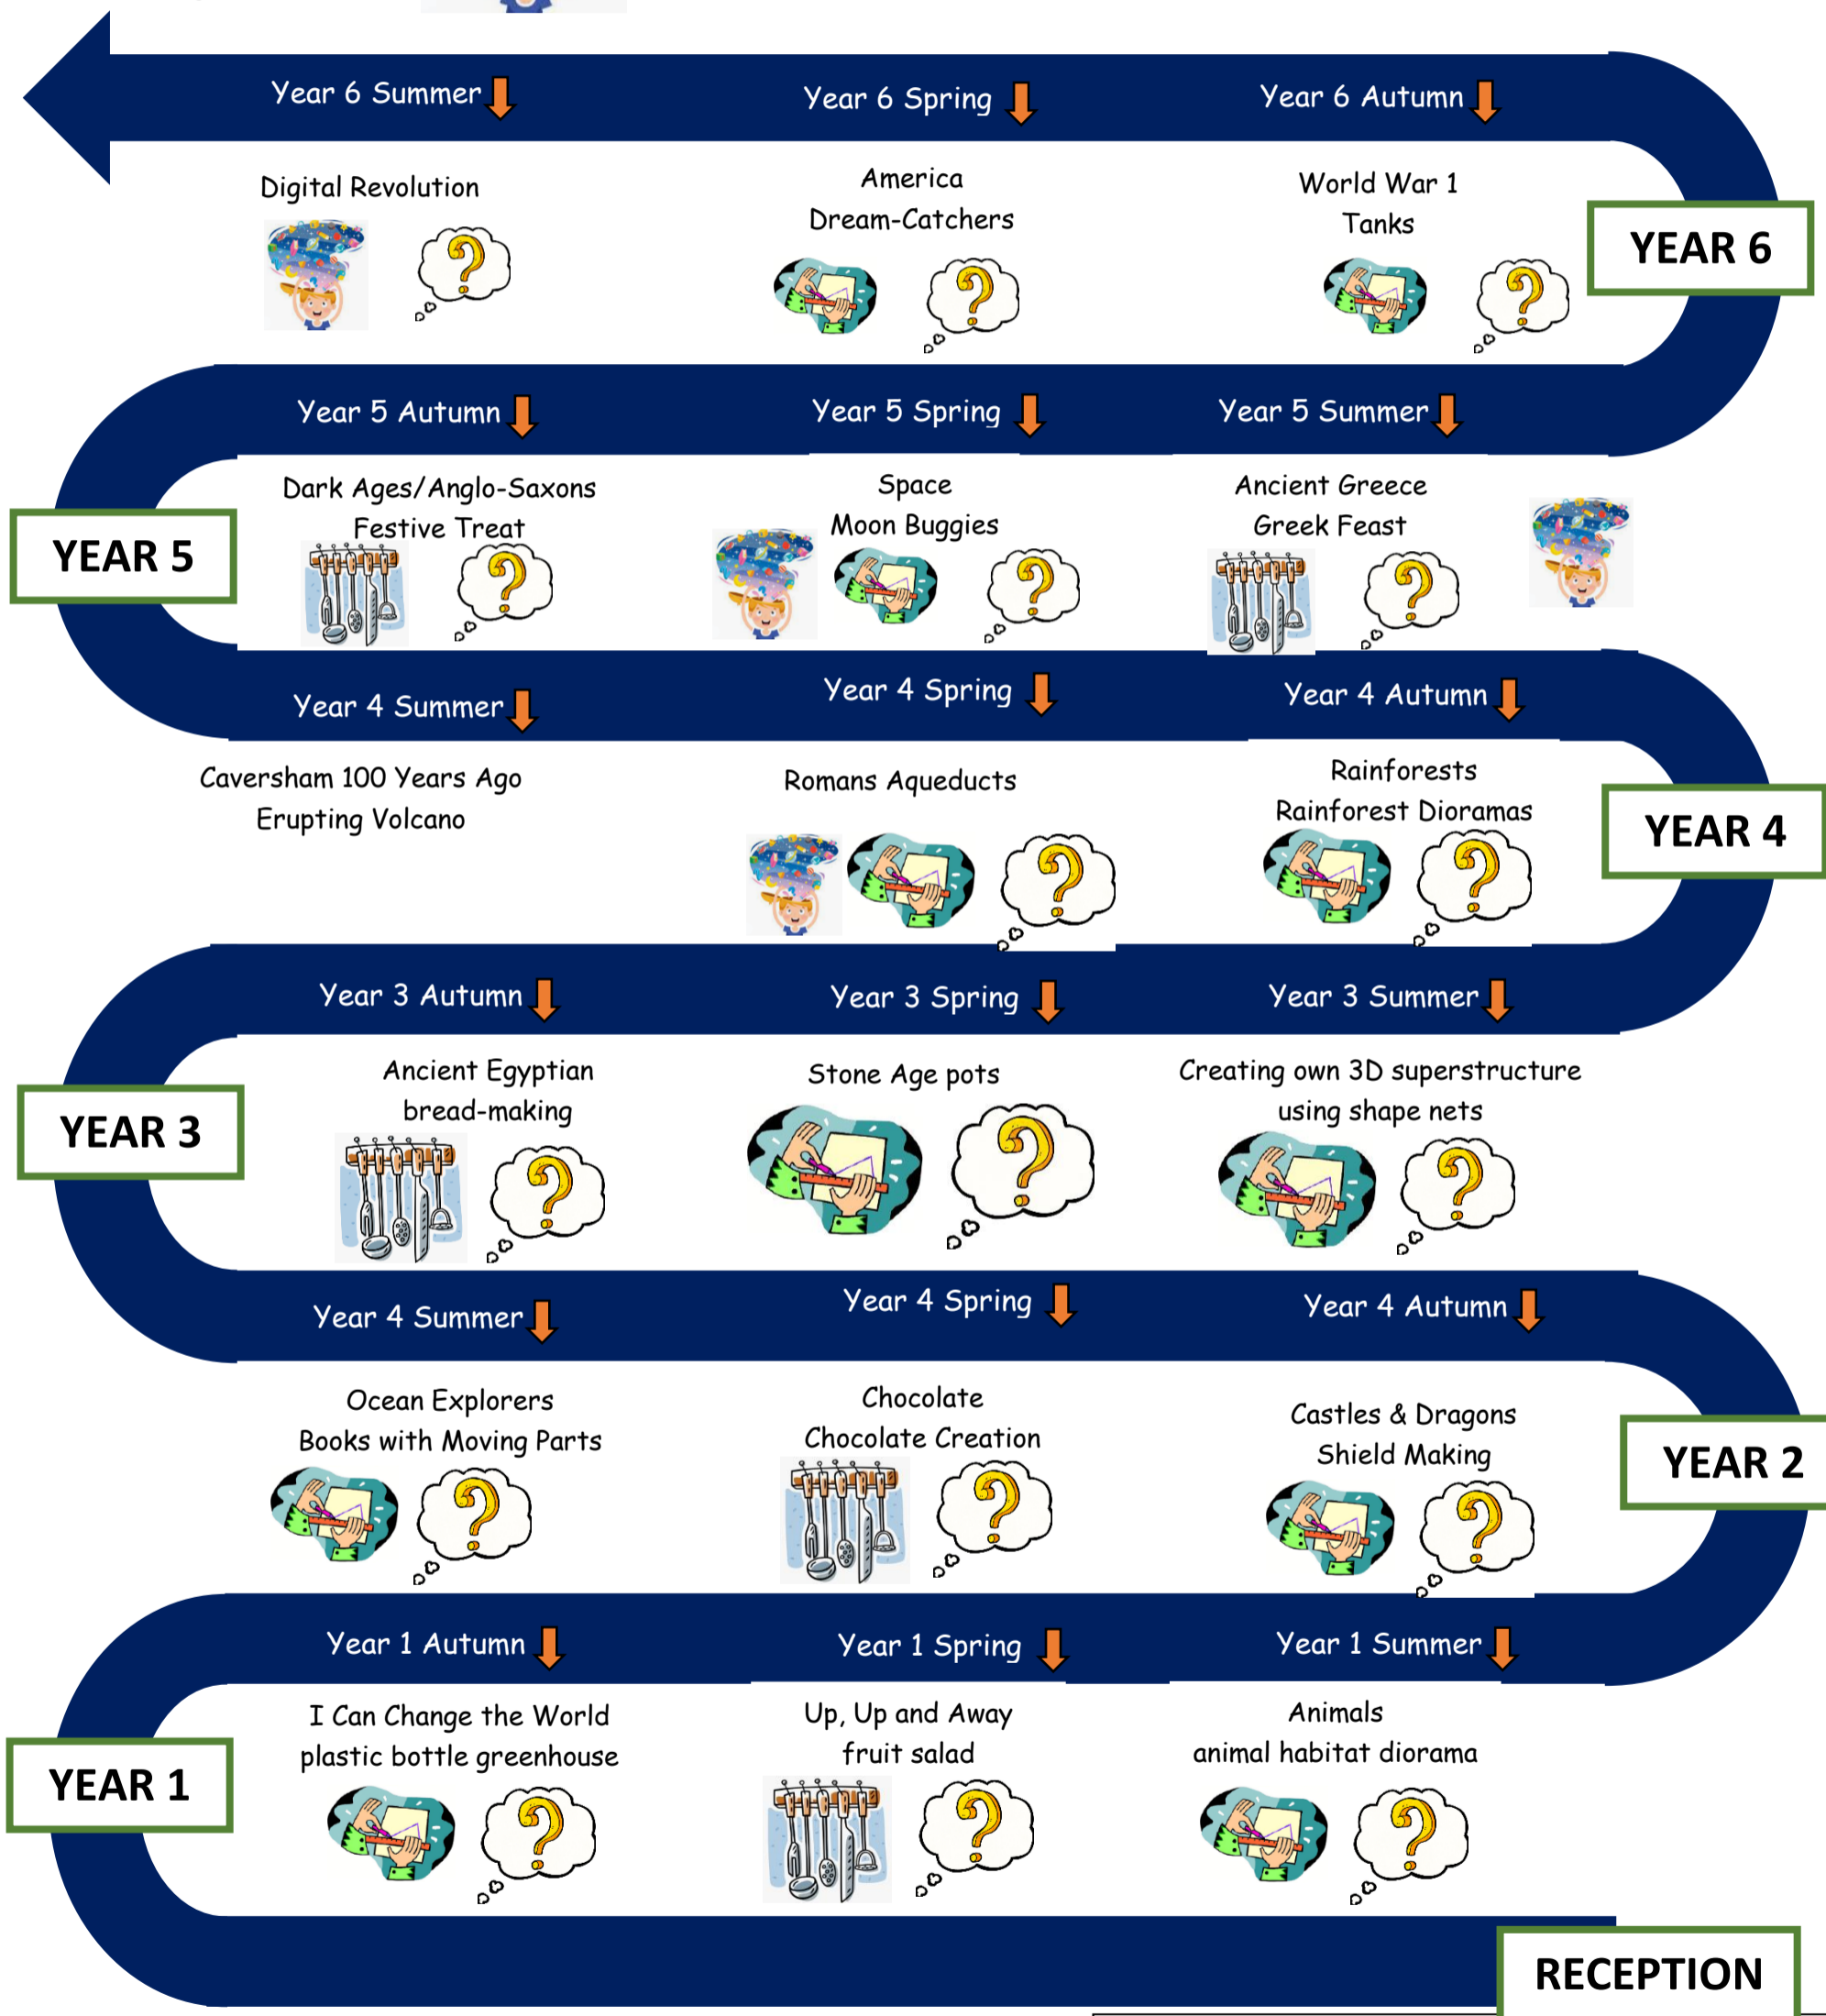 Year 6 Summer
Year 6 Spring
Year 6 Autumn
Digital Revolution
America
Dream-Catchers
World War 1
Tanks
YEAR 6
Year 5 Autumn
Year 5 Spring
Year 5 Summer
YEAR 5
Dark Ages/Anglo-Saxons
Festive Treat
Space
Moon Buggies
Ancient Greece
Greek Feast
Year 4 Summer
Year 4 Spring
Year 4 Autumn
Caversham 100 Years Ago
Erupting Volcano
Romans Aqueducts
Rainforests
Rainforest Dioramas
YEAR 4
Year 3 Autumn
Year 3 Spring
Year 3 Summer
YEAR 3
Ancient Egyptian
bread-making
Stone Age pots
Creating own 3D superstructure
using shape nets
Year 4 Summer
Year 4 Spring
Year 4 Autumn
Ocean Explorers
Books with Moving Parts
Chocolate
Chocolate Creation
Castles & Dragons
Shield Making
YEAR 2
Year 1 Autumn
Year 1 Spring
Year 1 Summer
YEAR 1
I Can Change the World
plastic bottle greenhouse
Up, Up and Away
fruit salad
Animals
animal habitat diorama
RECEPTION